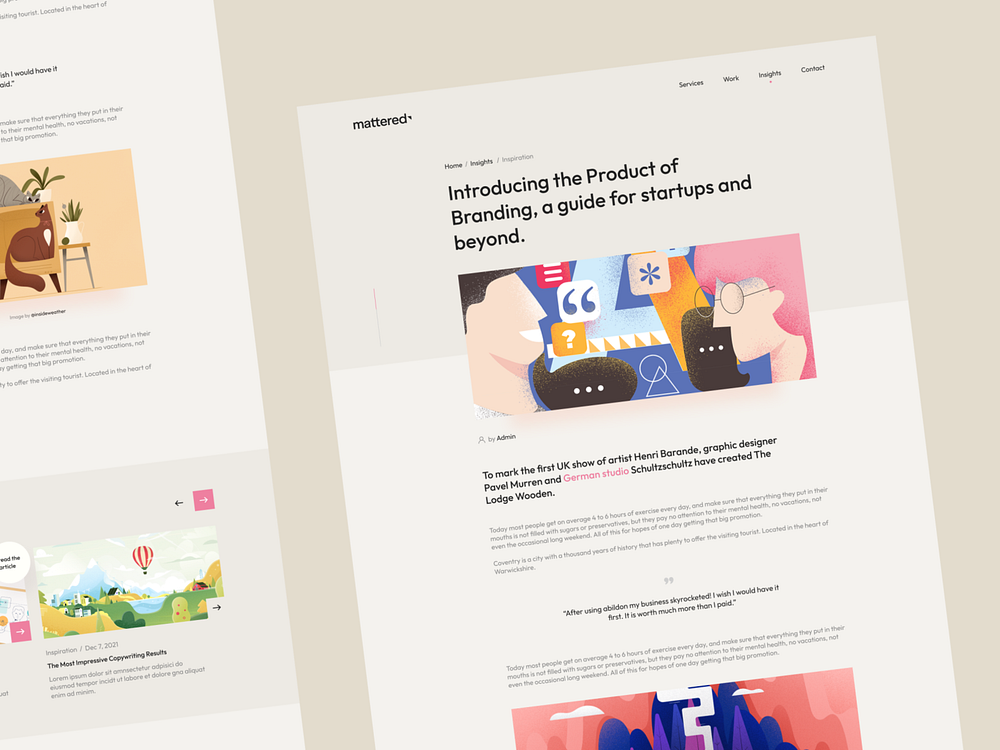 visiting tourist. Located in the heart of
wish I would have it
paid.”
make sure that everything they put in their
to their mental health, no vacations, not
that big promotion.
Image by @insideweather
day, and make sure that everything they put in their
attention to their mental health, no vacations, not
day getting that big promotion.
to offer the visiting tourist. Located in the heart of
read the
article
Inspiration / Dec 7, 2021
The Most Impressive Copywriting Results
Lorem ipsum dolor sit omnsectetur adipisci do
eiusmod tempor incidt ut labore et dolore gna aliquat
enim ad minim.
mattered
Services
Work
Insights
Contact
Home / Insights / Inspiration
Introducing the Product of
Branding, a guide for startups and
beyond.
“
*
?
by Admin
To mark the first UK show of artist Henri Barande, graphic designer
Pavel Murren and German studio Schultzschultz have created The
Lodge Wooden.
Today most people get on average 4 to 6 hours of exercise every day, and make sure that everything they put in their
mouths is not filled with sugars or preservatives, but they pay no attention to their mental health, no vacations, not
even the occasional long weekend. All of this for hopes of one day getting that big promotion.
Coventry is a city with a thousand years of history that has plenty to offer the visiting tourist. Located in the heart of
Warwickshire.
”
“After using abildon my business skyrocketed! I wish I would have it
first. It is worth much more than I paid.”
Today most people get on average 4 to 6 hours of exercise every day, and make sure that everything they put in their
mouths is not filled with sugars or preservatives, but they pay no attention to their mental health, no vacations, not
even the occasional long weekend. All of this for hopes of one day getting that big promotion.